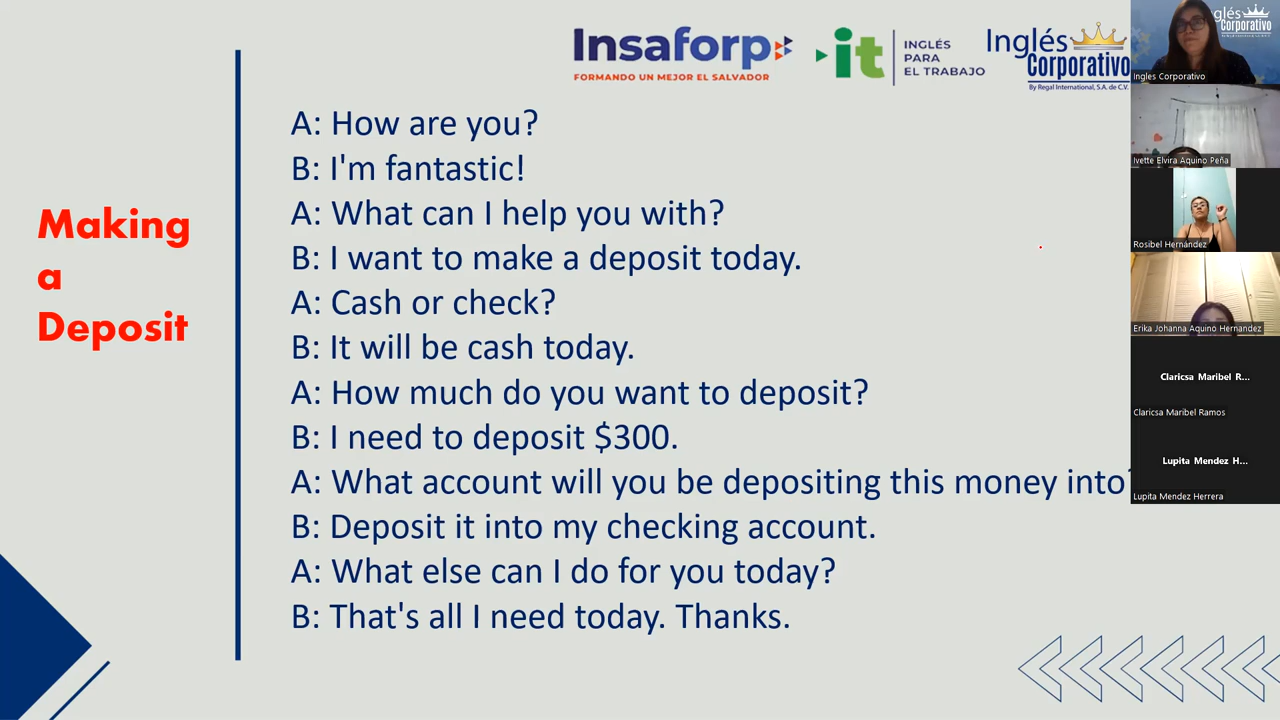 Insaforp
FORMANDO UN MEJOR EL SALVADOR
it
INGLÉS
PARA
EL TRABAJO
Inglés
Corporativo
By Regal International, S.A. de C.V.
Making
a
Deposit
A: How are you?
B: I'm fantastic!
A: What can I help you with?
B: I want to make a deposit today.
A: Cash or check?
B: It will be cash today.
A: How much do you want to deposit?
B: I need to deposit $300.
A: What account will you be depositing this money into?
B: Deposit it into my checking account.
A: What else can I do for you today?
B: That's all I need today. Thanks.
glés
Corporativo
Ingles Corporativo
Ivette Elvira Aquino Peña
Rosibel Hernández
Erika Johanna Aquino Hernandez
Claricsa Maribel R...
Claricsa Maribel Ramos
Lupita Mendez H...
Lupita Mendez Herrera